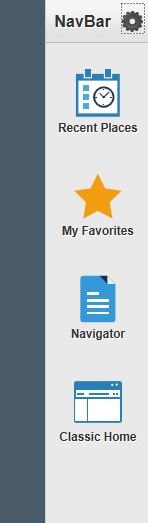 NavBar
Recent Places
My Favorites
Navigator
Classic Home